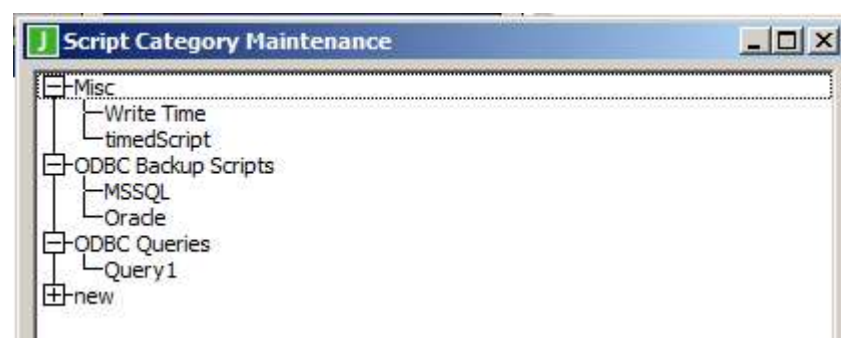 J Script Category Maintenance
Misc
Write Time
timedScript
ODBC Backup Scripts
MSSQL
Oracle
ODBC Queries
Query1
new